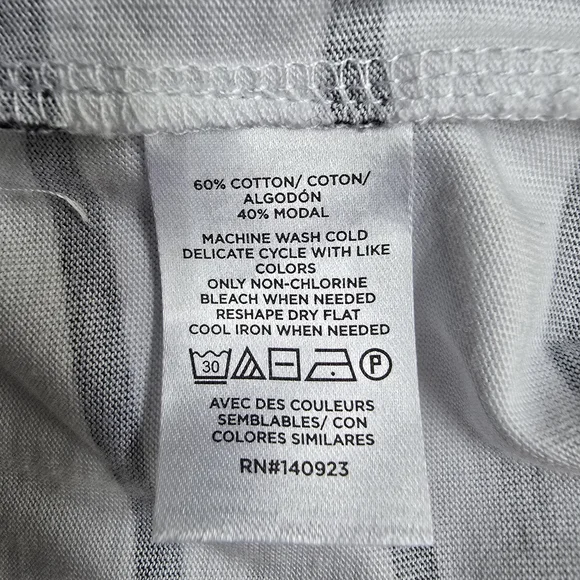 60% COTTON/ COTON/
ALGODÓN
40% MODAL
MACHINE WASH COLD
DELICATE CYCLE WITH LIKE
COLORS
ONLY NON-CHLORINE
BLEACH WHEN NEEDED
RESHAPE DRY FLAT
COOL IRON WHEN NEEDED
30 P
AVEC DES COULEURS
SEMBLABLES/ CON
COLORES SIMILARES
RN#140923